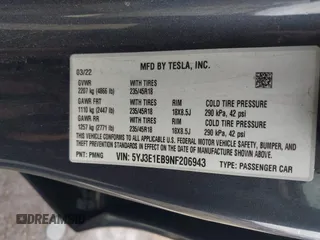 MFD BY TESLA, INC.
03/22
GVWR WITH TIRES
2207 kg (4866 lb) 235/45R18
GAWR FRT WITH TIRES RIM COLD TIRE PRESSURE
1110 kg (2447 lb) 235/45R18 18X8.5J 290 kPa, 42 psi
GAWR RR WITH TIRES RIM COLD TIRE PRESSURE
1257 kg (2771 lb) 235/45R18 18X8.5J 290 kPa, 42 psi
THIS VEHICLE CONFORMS TO ALL APPLICABLE U.S. FEDERAL MOTOR VEHICLE SAFETY, BUMPER, AND
THEFT PREVENTION STANDARDS IN EFFECT ON THE DATE OF MANUFACTURE SHOWN ABOVE.
PAINT: PMNG VIN: 5YJ3E1EB9NF206943
TYPE: PASSENGER CAR
DREAMBID